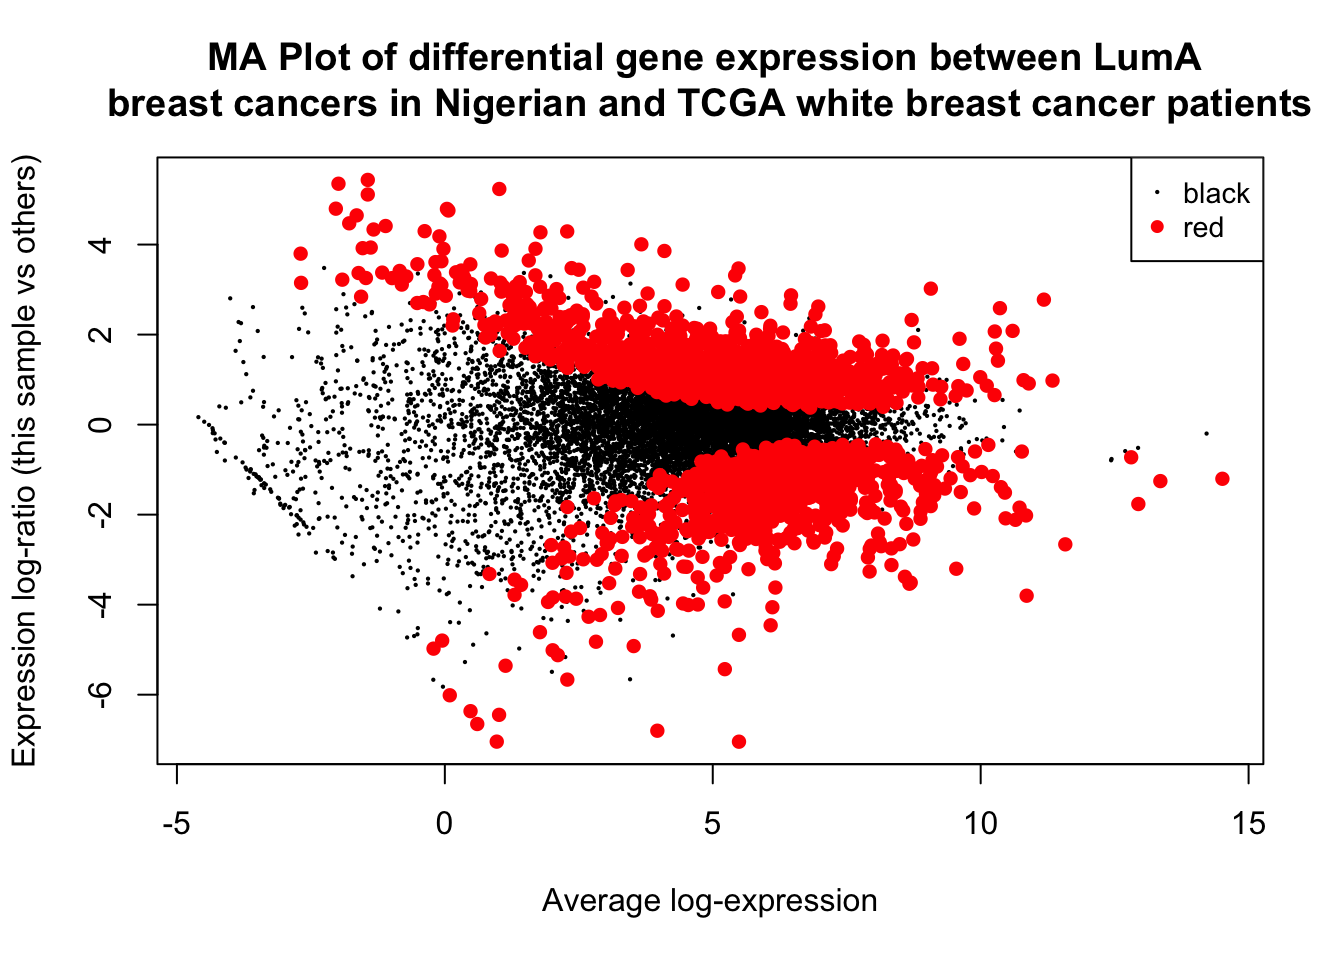 MA Plot of differential gene expression between LumA
breast cancers in Nigerian and TCGA white breast cancer patients
Expression log-ratio (this sample vs others)
black
red
4
2
0
-2
-4
-6
-5 0 5 10 15
Average log-expression